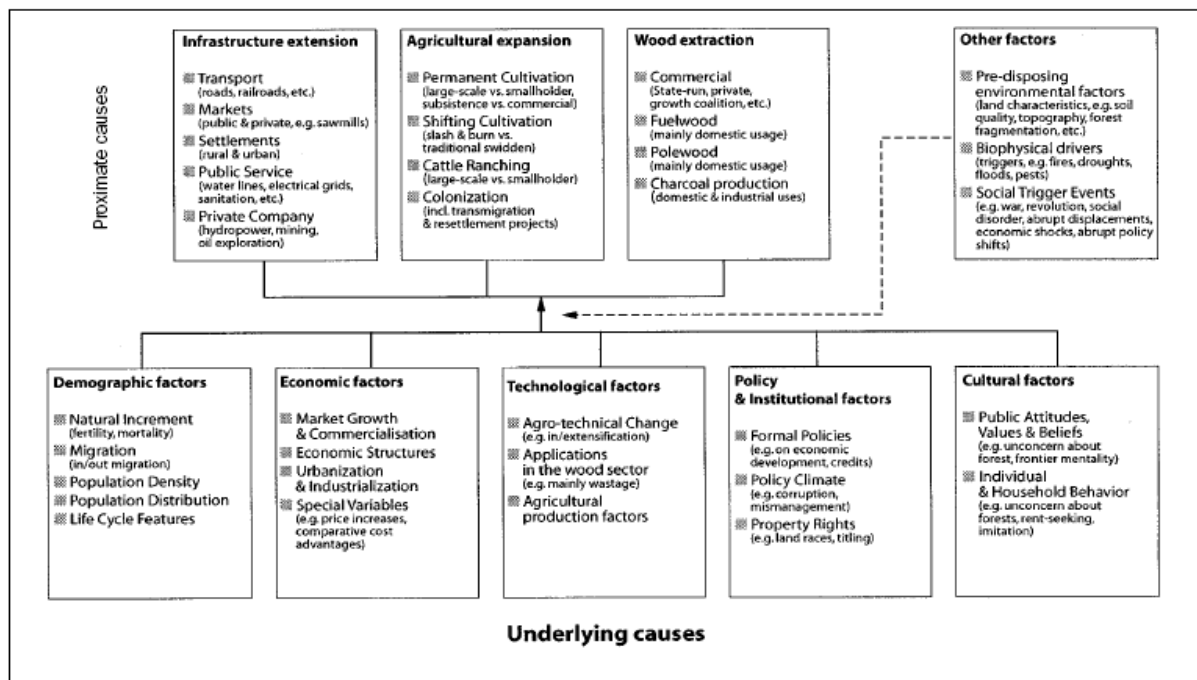 Proximate causes
Infrastructure extension
Transport
(roads, railroads, etc.)
Markets
(public & private, e.g. sawmills)
Settlements
(rural & urban)
Public Service
(water lines, electrical grids,
sanitation, etc.)
Private Company
(hydropower, mining,
oil exploration)
Agricultural expansion
Permanent Cultivation
(large-scale vs. smallholder,
subsistence vs. commercial)
Shifting Cultivation
(slash & burn vs.
traditional swidden)
Cattle Ranching
(large-scale vs. smallholder)
Colonization
(incl. transmigration
& resettlement projects)
Wood extraction
Commercial
(State-run, private,
growth coalition, etc.)
Fuelwood
(mainly domestic usage)
Polewood
(mainly domestic usage)
Charcoal production
(domestic & industrial uses)
Other factors
Pre-disposing
environmental factors
(land characteristics, e.g. soil
quality, topography, forest
fragmentation, etc.)
Biophysical drivers
(triggers, e.g. fires, droughts,
floods, pests)
Social Trigger Events
(e.g. war, revolution, social
disorder, abrupt displacements,
economic shocks, abrupt policy
shifts)
Demographic factors
Natural Increment
(fertility, mortality)
Migration
(in/out migration)
Population Density
Population Distribution
Life Cycle Features
Economic factors
Market Growth
& Commercialisation
Economic Structures
Urbanization
& Industrialization
Special Variables
(e.g. price increases,
comparative cost
advantages)
Technological factors
Agro-technical Change
(e.g. in/extensification)
Applications
in the wood sector
(e.g. mainly wastage)
Agricultural
production factors
Policy
& Institutional factors
Formal Policies
(e.g. on economic
development, credits)
Policy Climate
(e.g. corruption,
mismanagement)
Property Rights
(e.g. land races, titling)
Cultural factors
Public Attitudes,
Values & Beliefs
(e.g. unconcern about
forest, frontier mentality)
Individual
& Household Behavior
(e.g. unconcern about
forests, rent-seeking,
imitation)
Underlying causes